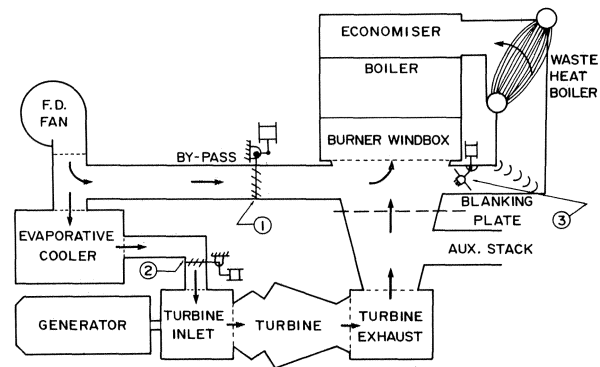 ECONOMISER
BOILER
WASTE
HEAT
BOILER
F.D.
FAN
BY-PASS
BURNER WINDBOX
1
BLANKING
PLATE
3
EVAPORATIVE
COOLER
2
AUX. STACK
GENERATOR
TURBINE
INLET
TURBINE
TURBINE
EXHAUST